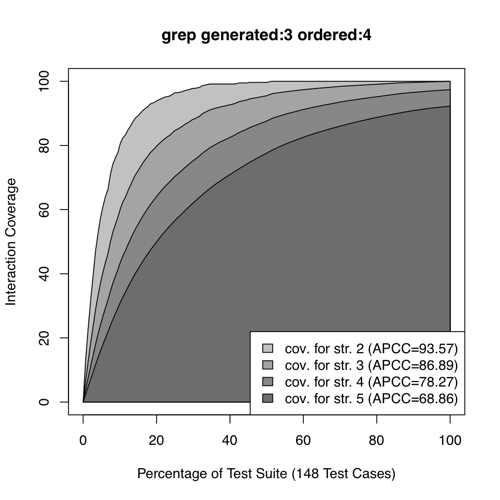 grep generated:3 ordered:4
Interaction Coverage
100
80
60
40
20
0
cov. for str. 2 (APCC=93.57)
cov. for str. 3 (APCC=86.89)
cov. for str. 4 (APCC=78.27)
cov. for str. 5 (APCC=68.86)
0 20 40 60 80 100
Percentage of Test Suite (148 Test Cases)